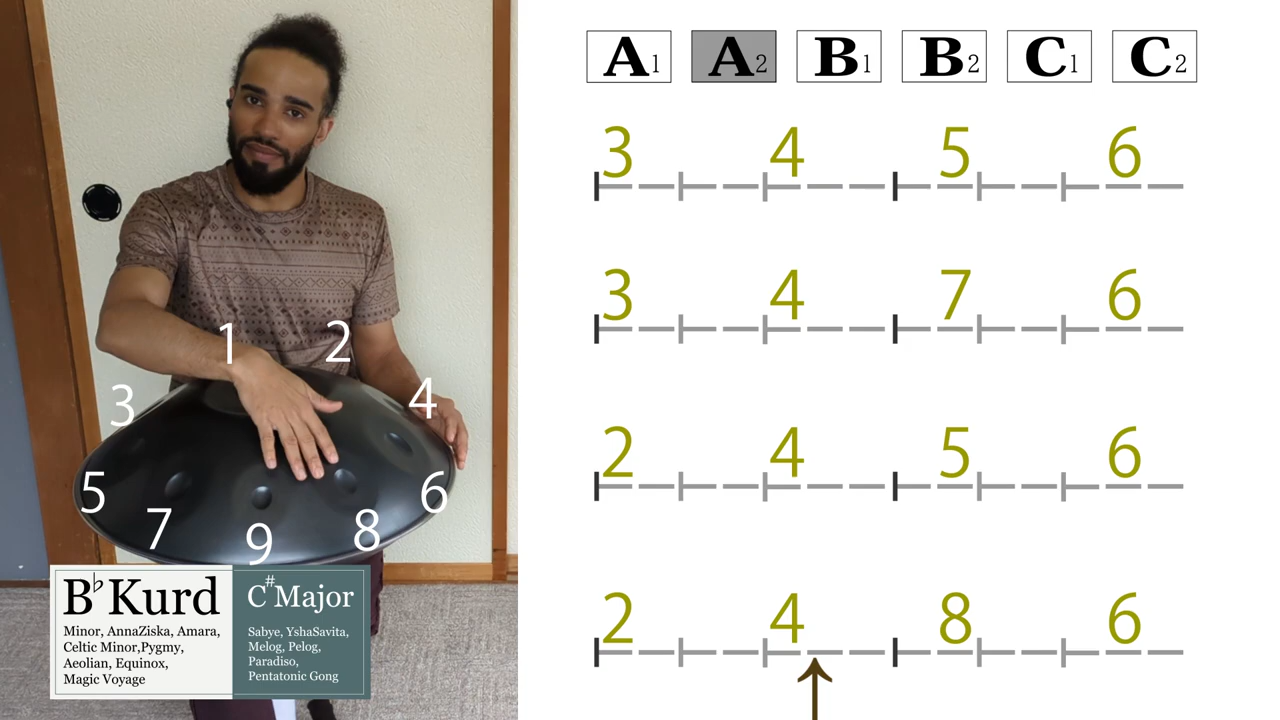 A1 A2 B1 B2 C1 C2
3 4 5 6
3 4 7 6
2 4 5 6
2 4 8 6
1 2
3 4
5 6
7 8
9
B♭ Kurd
Minor, AnnaZiska, Amara,
Celtic Minor,Pygmy,
Aeolian, Equinox,
Magic Voyage
C# Major
Sabye, YshaSavita,
Melog, Pelog,
Paradiso,
Pentatonic Gong